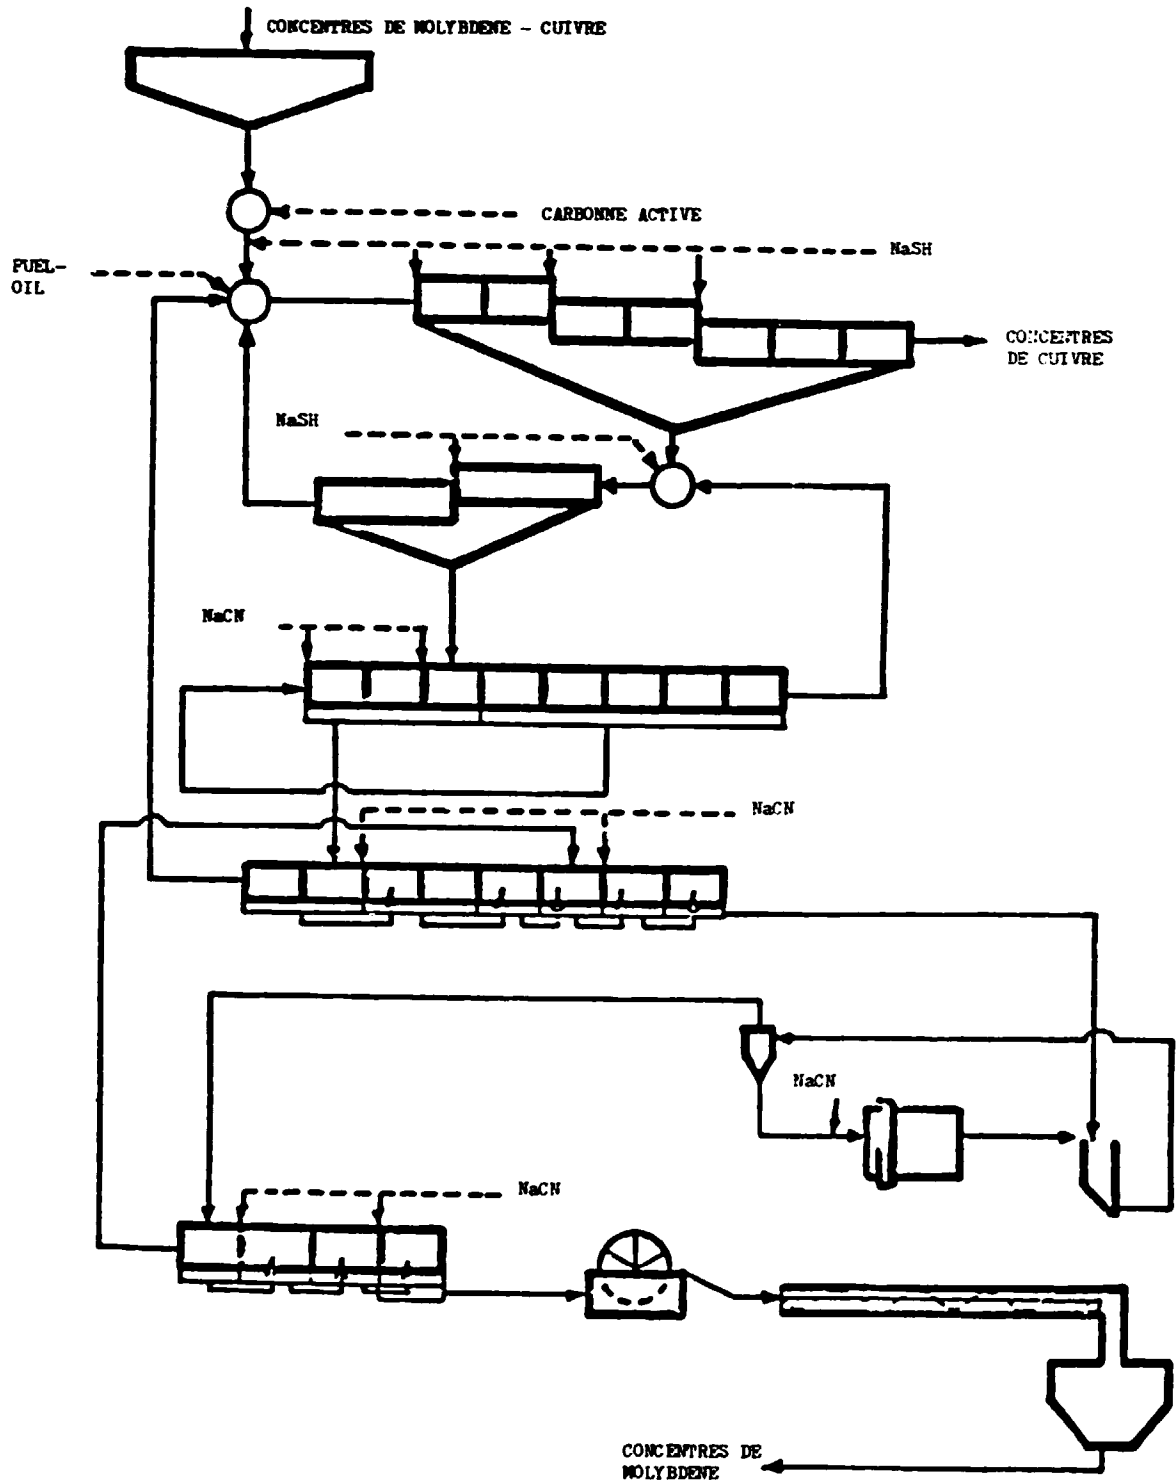 CONCENTRES DE MOLYBDENE - CUIVRE
CARBONNE ACTIVE
NaSH
FUEL-
OIL
CONCENTRES
DE CUIVRE
NaSH
NaCN
NaCN
NaCN
NaCN
CONCENTRES DE
MOLYBDENE